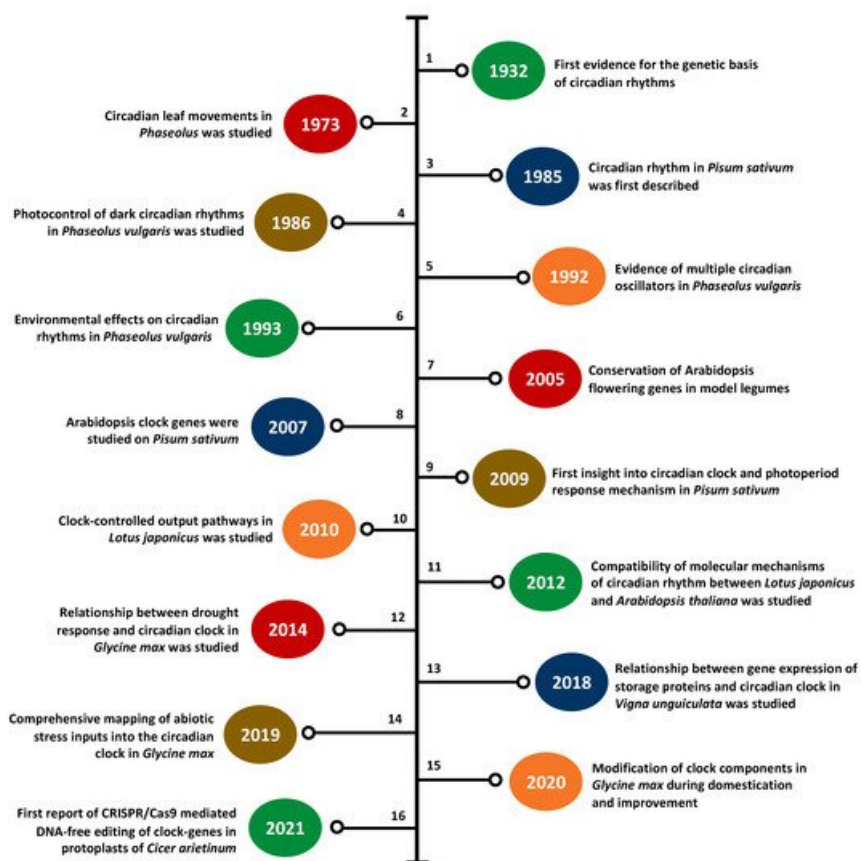 1
1932
First evidence for the genetic basis
of circadian rhythms
2
Circadian leaf movements in
Phaseolus was studied
1973
3
1985
Circadian rhythm in Pisum sativum
was first described
4
Photocontrol of dark circadian rhythms
in Phaseolus vulgaris was studied
1986
5
1992
Evidence of multiple circadian
oscillators in Phaseolus vulgaris
6
Environmental effects on circadian
rhythms in Phaseolus vulgaris
1993
7
2005
Conservation of Arabidopsis
flowering genes in model legumes
8
Arabidopsis clock genes were
studied on Pisum sativum
2007
9
2009
First insight into circadian clock and photoperiod
response mechanism in Pisum sativum
10
Clock-controlled output pathways in
Lotus japonicus was studied
2010
11
2012
Compatibility of molecular mechanisms
of circadian rhythm between Lotus japonicus
and Arabidopsis thaliana was studied
12
Relationship between drought
response and circadian clock in
Glycine max was studied
2014
13
2018
Relationship between gene expression of
storage proteins and circadian clock in
Vigna unguiculata was studied
14
Comprehensive mapping of abiotic
stress inputs into the circadian
clock in Glycine max
2019
15
2020
Modification of clock components in
Glycine max during domestication
and improvement
16
First report of CRISPR/Cas9 mediated
DNA-free editing of clock-genes in
protoplasts of Cicer arietinum
2021